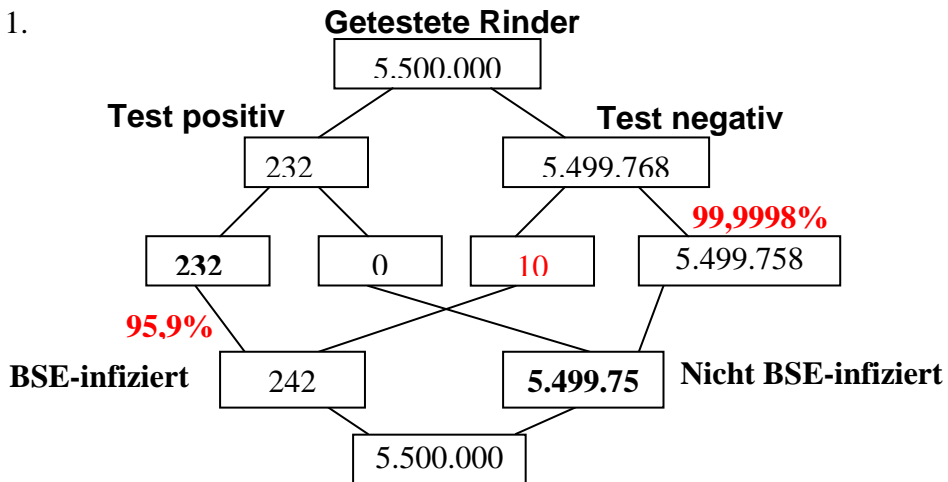 1. Getestete Rinder
5.500.000
Test positiv Test negativ
232 5.499.768
99,9998%
232 0 10 5.499.758
95,9%
BSE-infiziert 242 5.499.75 Nicht BSE-infiziert
5.500.000